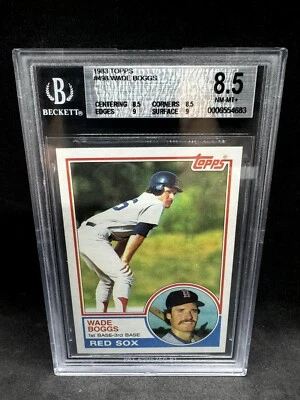 1983 TOPPS
#498 WADE BOGGS
B
BECKETT
CENTERING 8.5 CORNERS 8.5
EDGES 9 SURFACE 9
8.5
NM-MT+
0006554683
Topps
6
B
WADE
BOGGS
1st BASE-3rd BASE
RED SOX